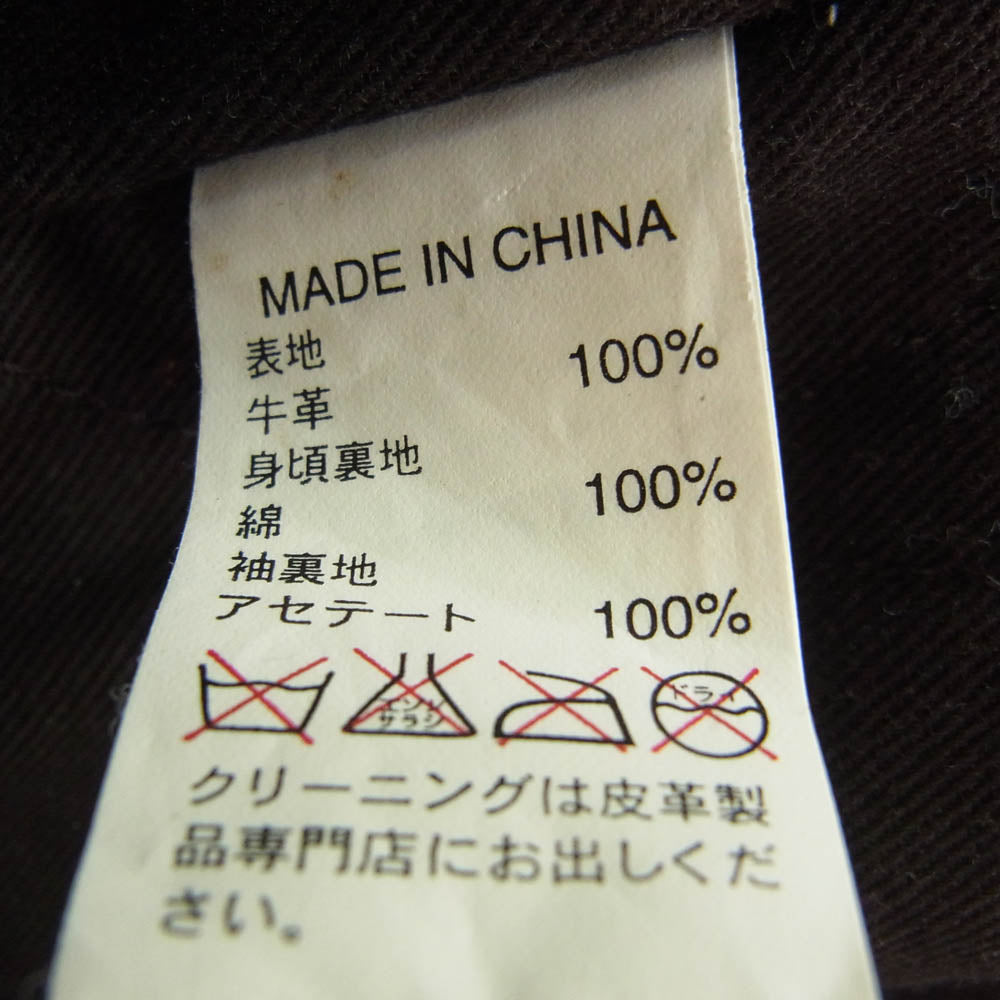 MADE IN CHINA
表地 100%
牛革
身頃裏地 100%
綿
袖裏地
アセテート 100%
エンソ
サラシ
ドライ
クリーニングは皮革製
品専門店にお出しくだ
さい。